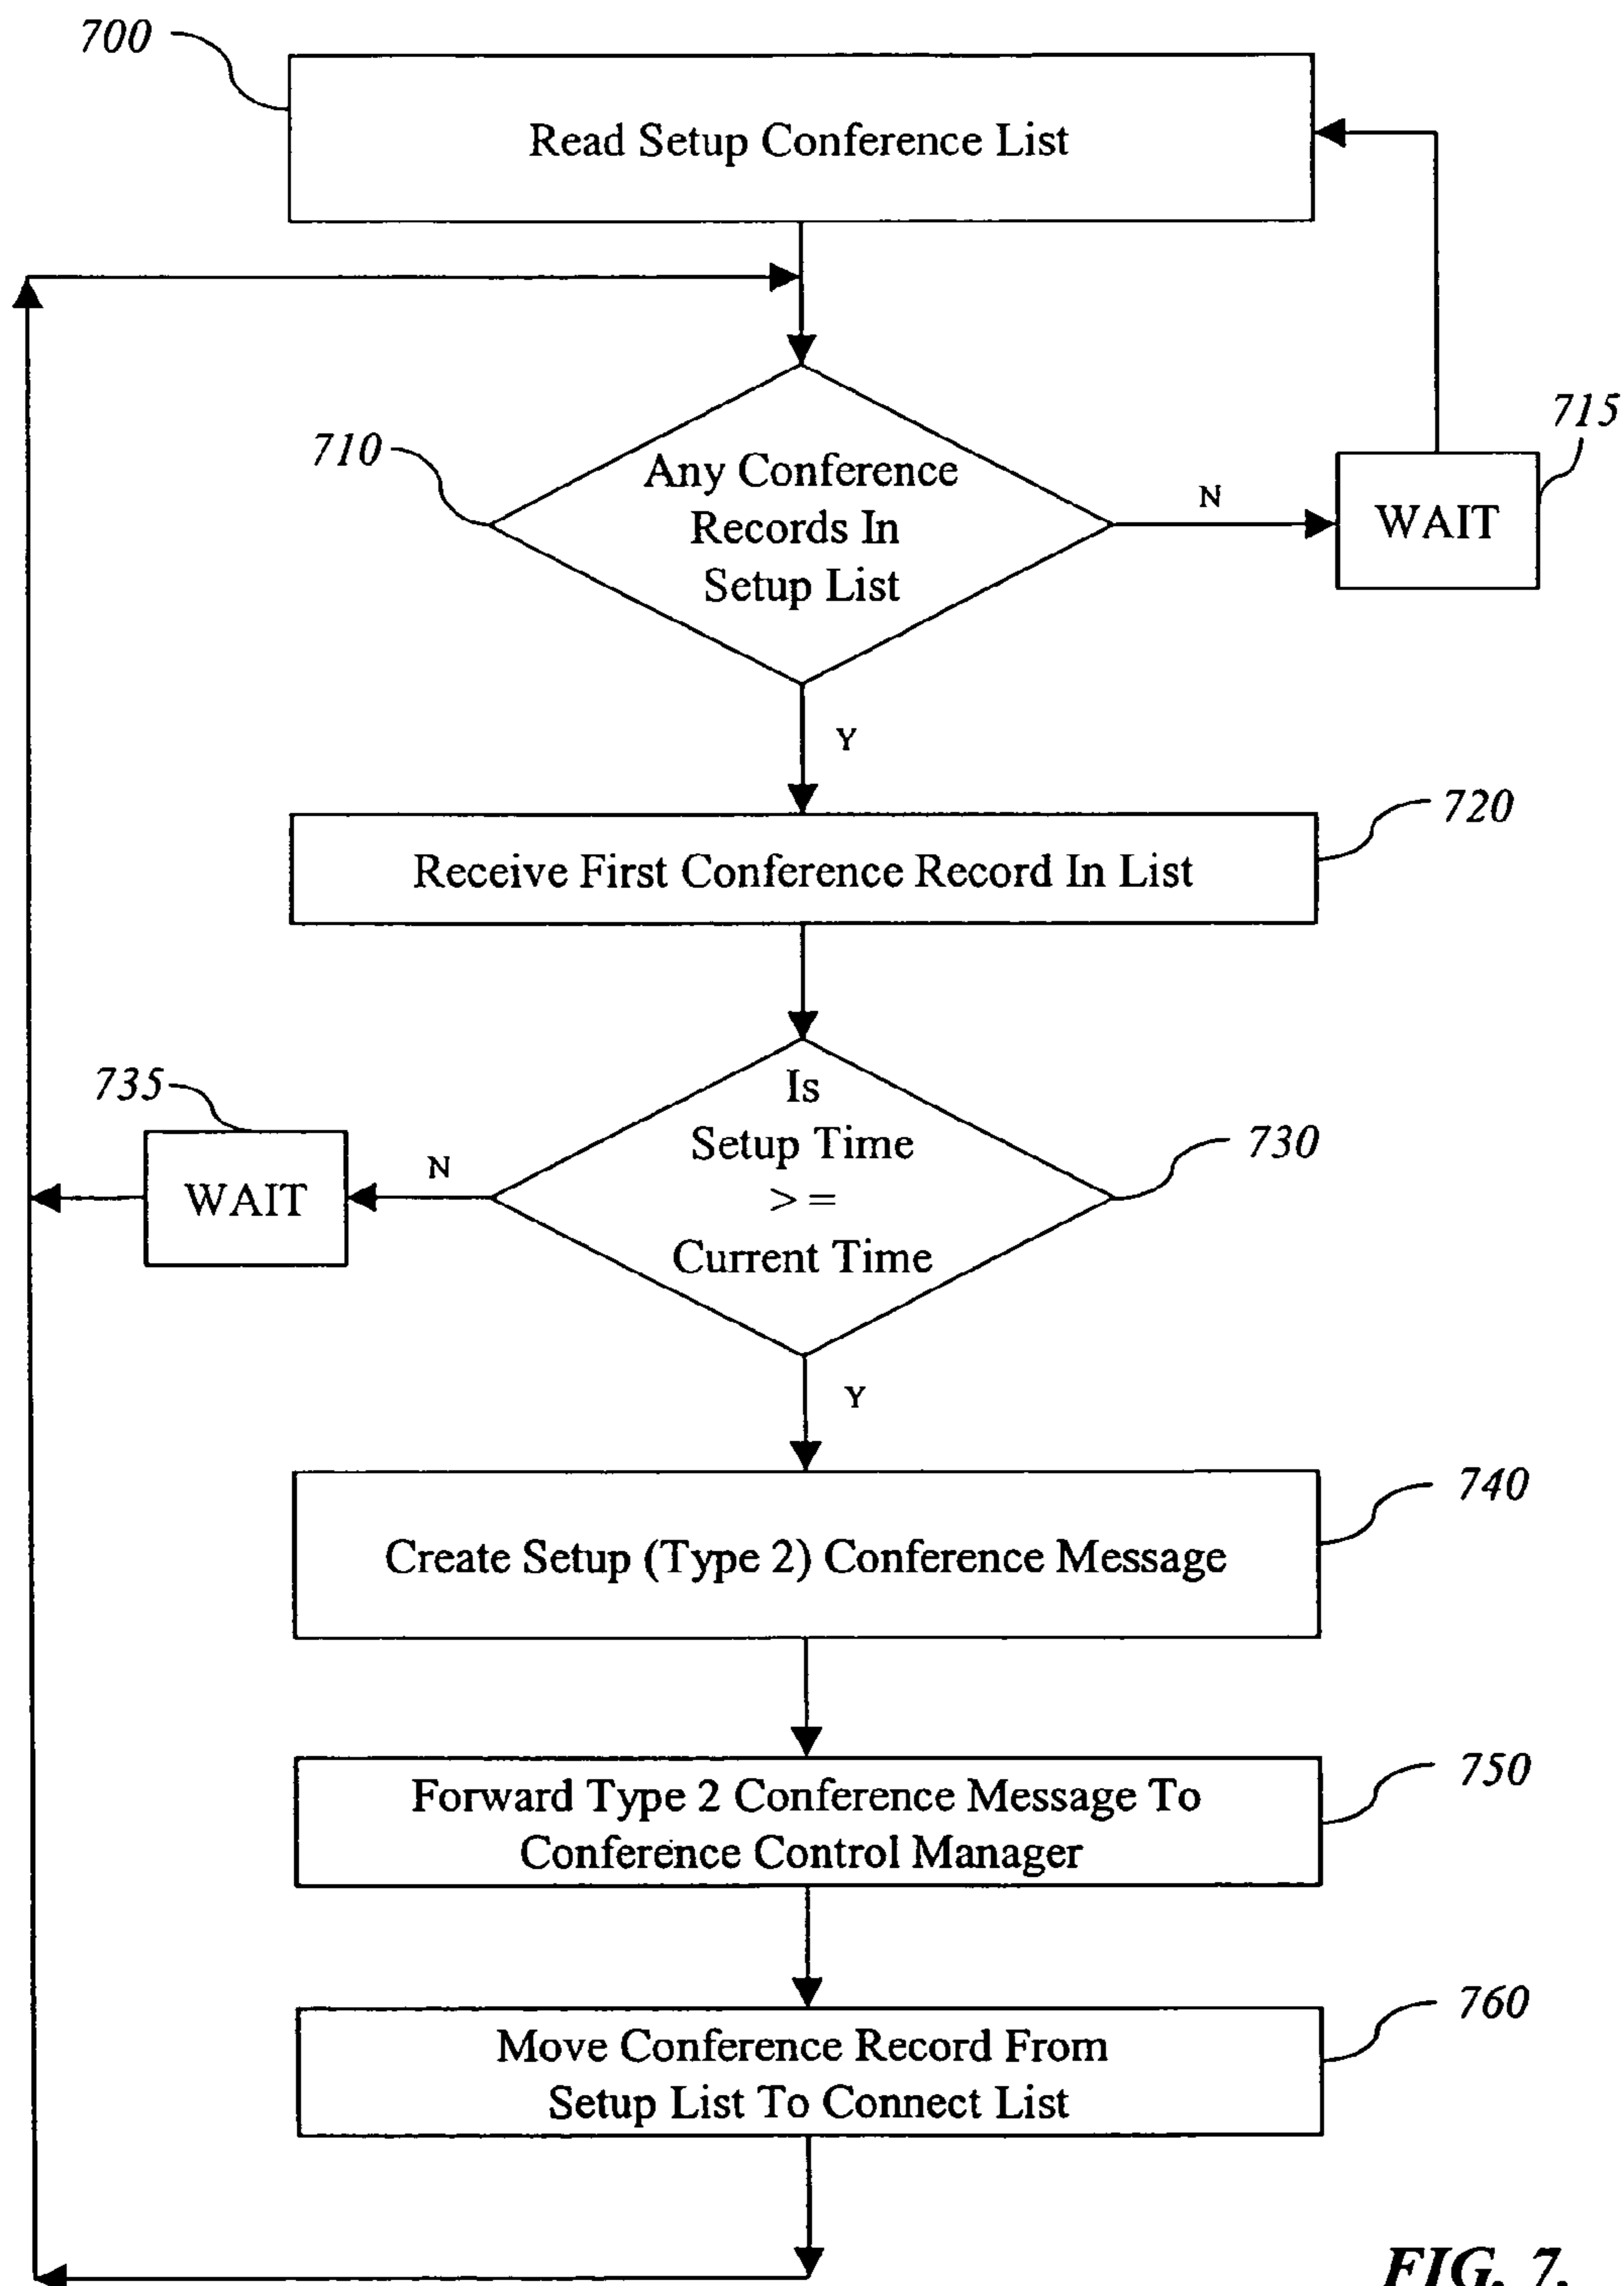 700
Read Setup Conference List
710
Any Conference
Records In
Setup List
N
715
WAIT
Y
720
Receive First Conference Record In List
735
WAIT
N
Is
Setup Time
> =
Current Time
730
Y
740
Create Setup (Type 2) Conference Message
750
Forward Type 2 Conference Message To
Conference Control Manager
760
Move Conference Record From
Setup List To Connect List
FIG. 7.